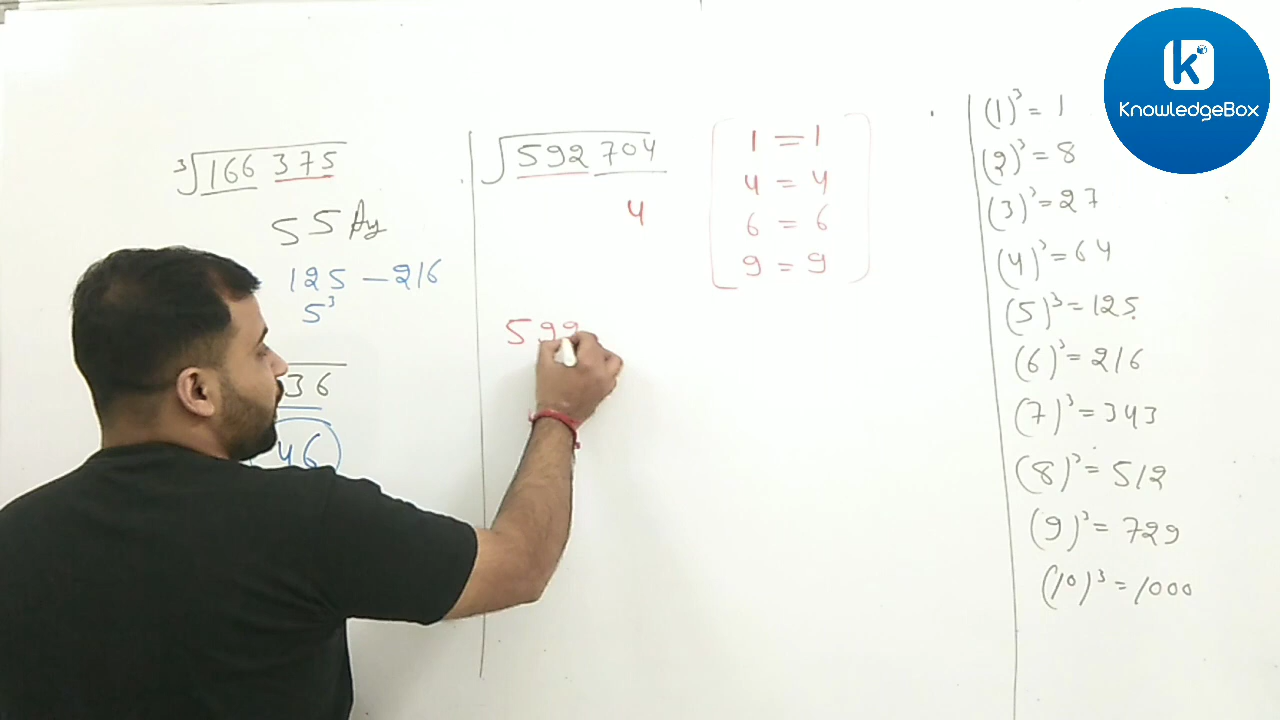 3√166 375
55 Ay
125 - 216
5³
36
46
√592 704
4
599
1 = 1
4 = 4
6 = 6
9 = 9
(1)³ = 1
(2)³ = 8
(3)³ = 27
(4)³ = 64
(5)³ = 125
(6)³ = 216
(7)³ = 343
(8)³ = 512
(9)³ = 729
(10)³ = 1000
k
KNOWLEDGEBOX